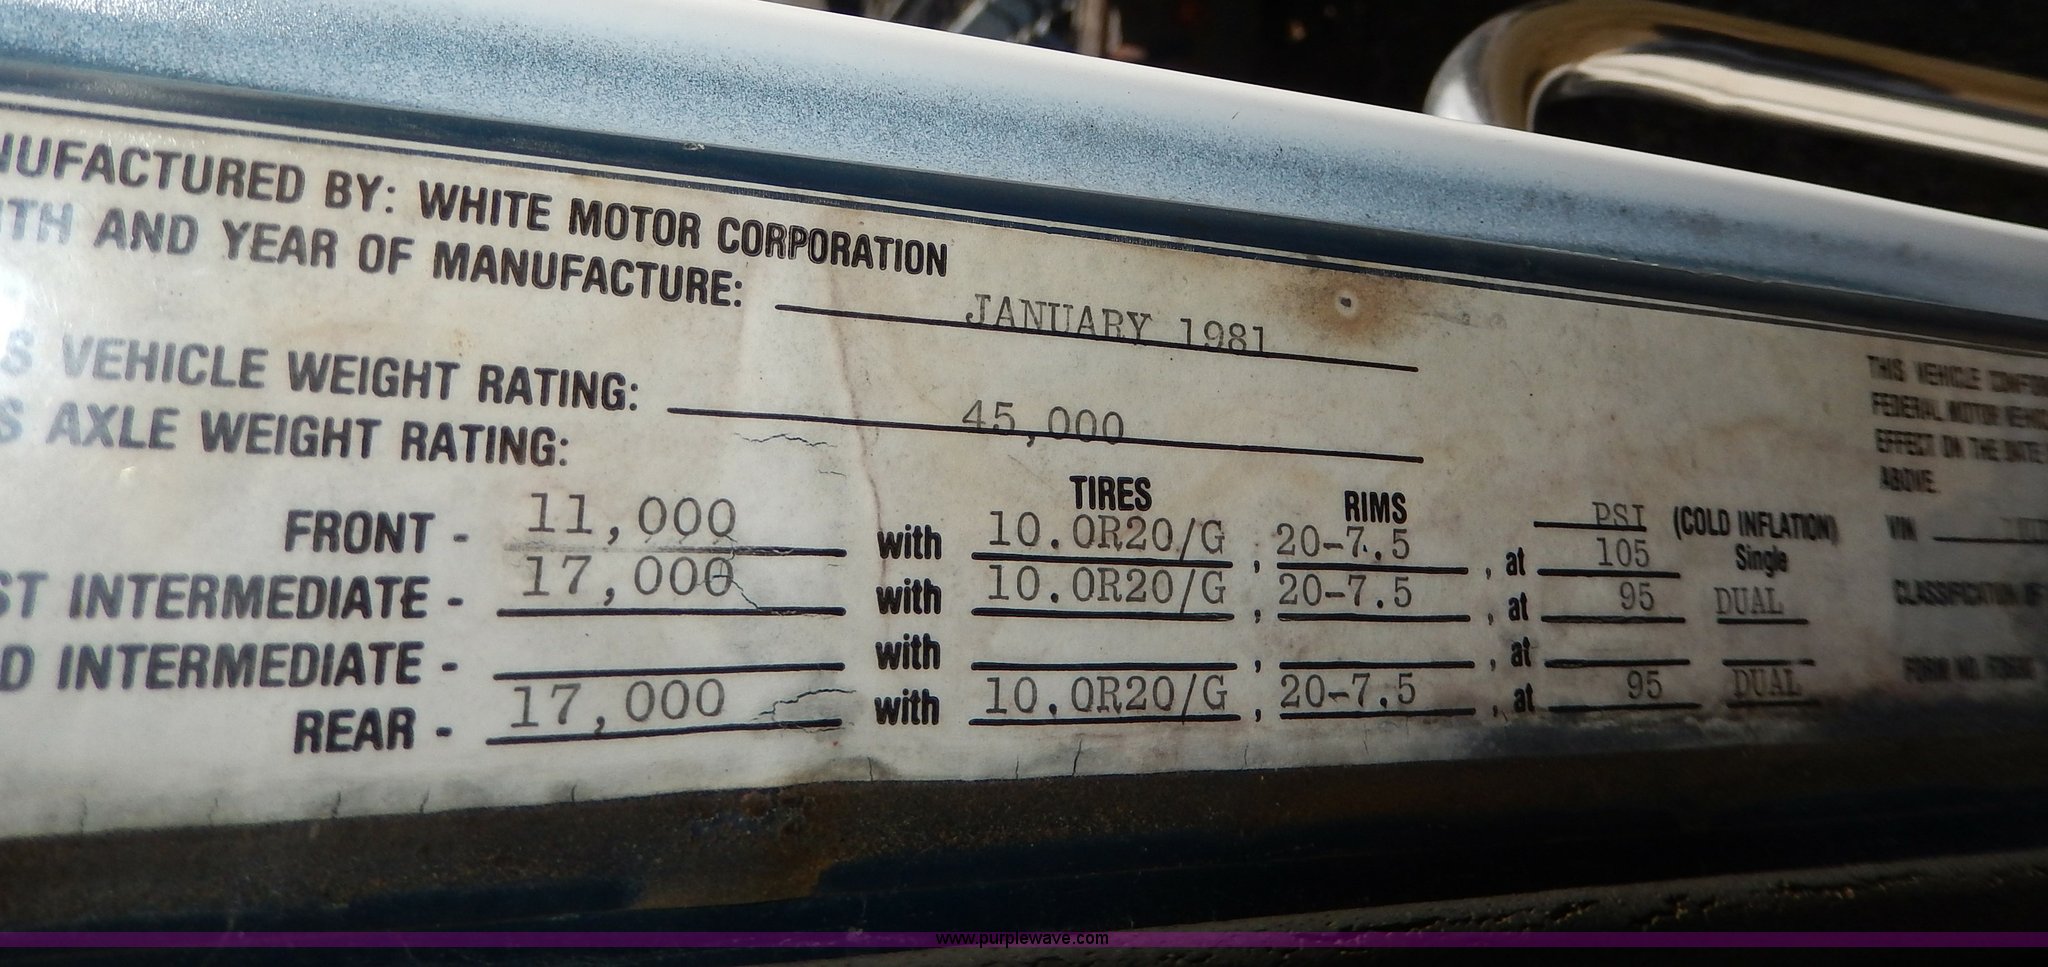 NUFACTURED BY: WHITE MOTOR CORPORATION
NTH AND YEAR OF MANUFACTURE: JANUARY 1981
S VEHICLE WEIGHT RATING: 45,000
S AXLE WEIGHT RATING:
TIRES RIMS PSI (COLD INFLATION)
FRONT - 11,000 with 10.0R20/G , 20-7.5 , at 105 Single
ST INTERMEDIATE - 17,000 with 10.0R20/G , 20-7.5 , at 95 DUAL
D INTERMEDIATE - with , , at
REAR - 17,000 with 10.0R20/G , 20-7.5 , at 95 DUAL
THIS VEHICLE
FEDERAL MOTOR
EFFECT ON THE DATE
ABOVE.
VIN
CLASSIFICATION
FORM NO.
www.purplewave.com